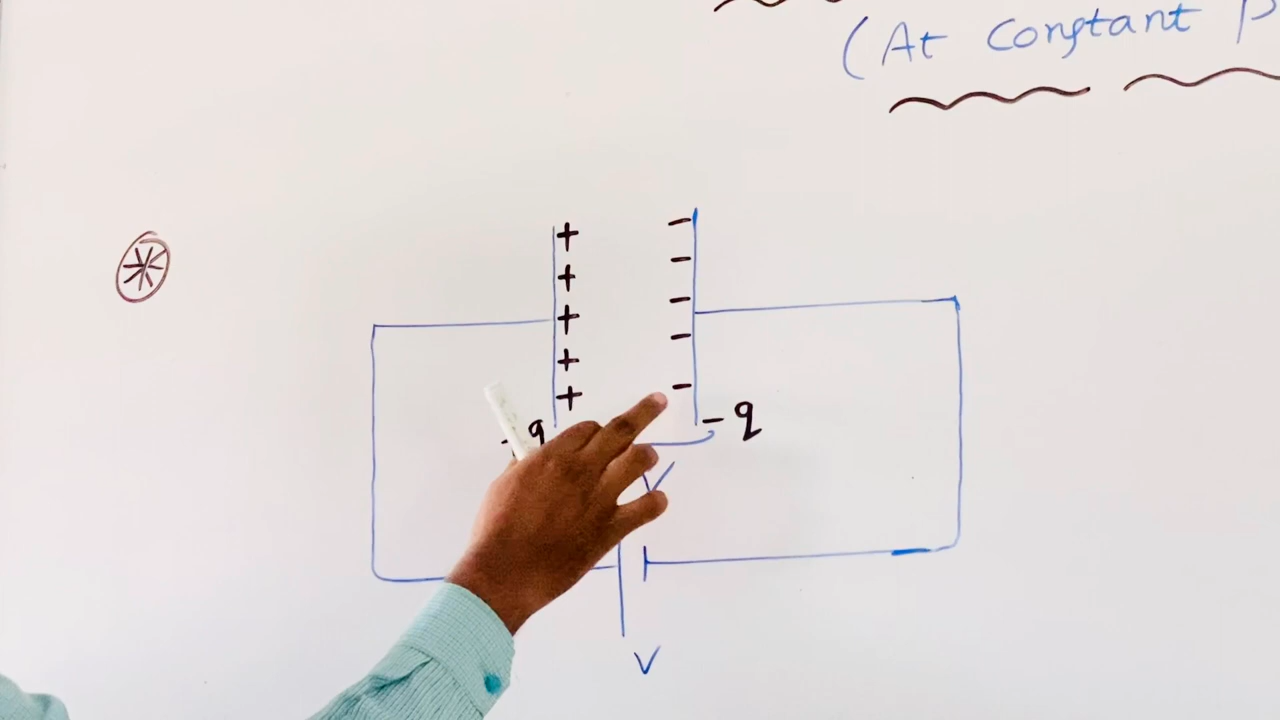 (At constant p
+ -
+ -
+ -
+ -
+ -
q -q
V
V